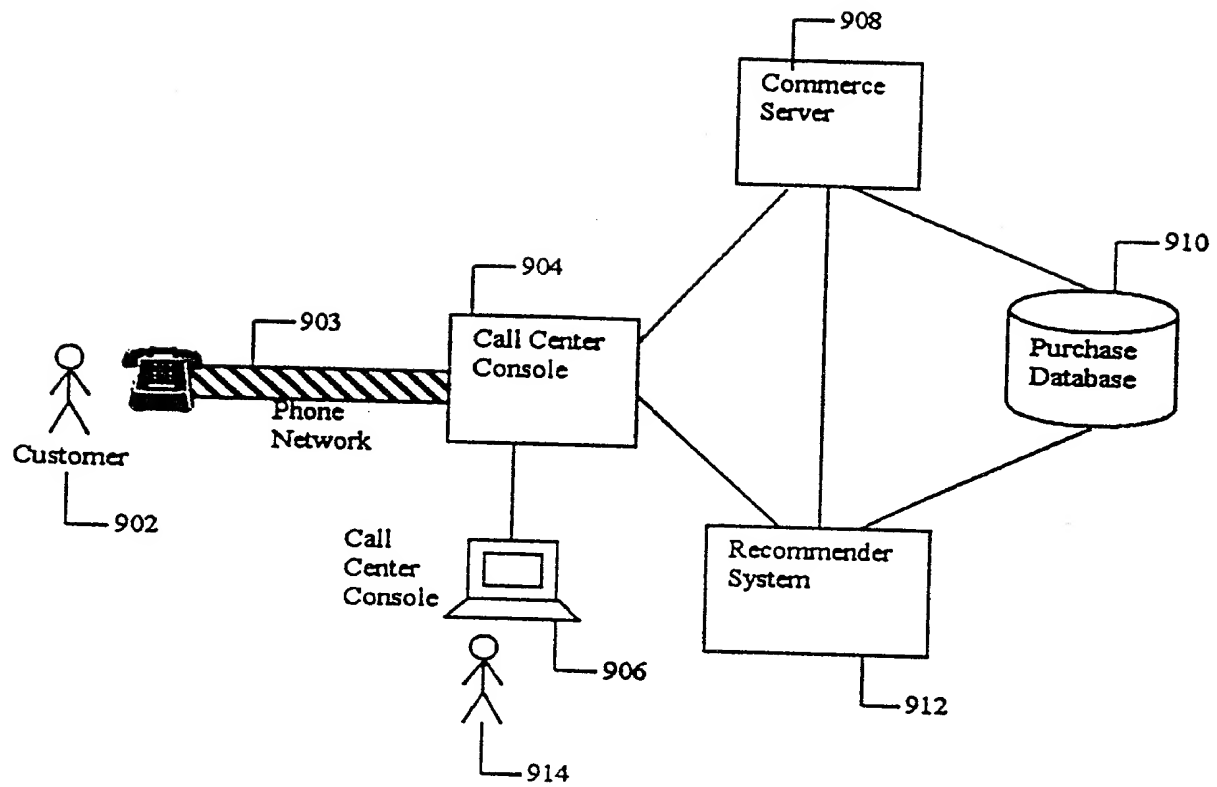 908
Commerce
Server
910
904
903
Call Center
Console
Purchase
Database
Phone
Network
Customer
902
Call
Center
Console
Recommender
System
906
912
914